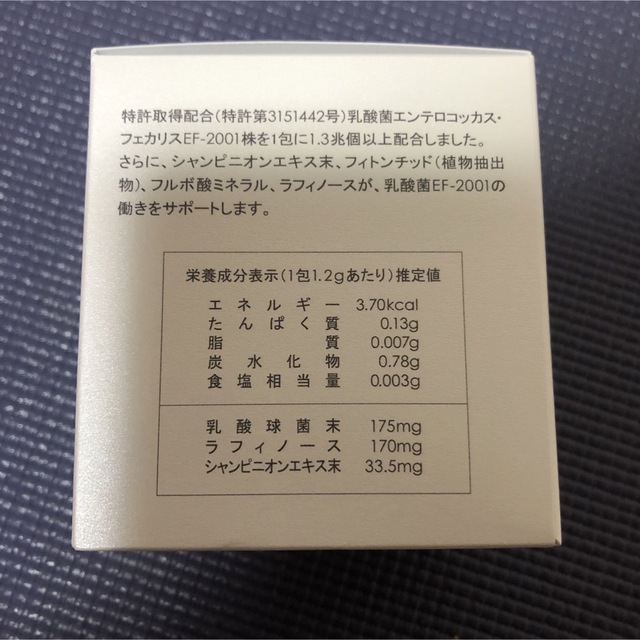 特許取得配合(特許第3151442号)乳酸菌エンテロコッカス・
フェカリスEF-2001株を1包に1.3兆個以上配合しました。
さらに、シャンピニオンエキス末、フィトンチッド(植物抽出
物)、フルボ酸ミネラル、ラフィノースが、乳酸菌EF-2001の
働きをサポートします。
栄養成分表示(1包1.2gあたり)推定値
エネルギー 3.70kcal
たんぱく質 0.13g
脂質 0.007g
炭水化物 0.78g
食塩相当量 0.003g
乳酸球菌末 175mg
ラフィノース 170mg
シャンピニオンエキス末 33.5mg